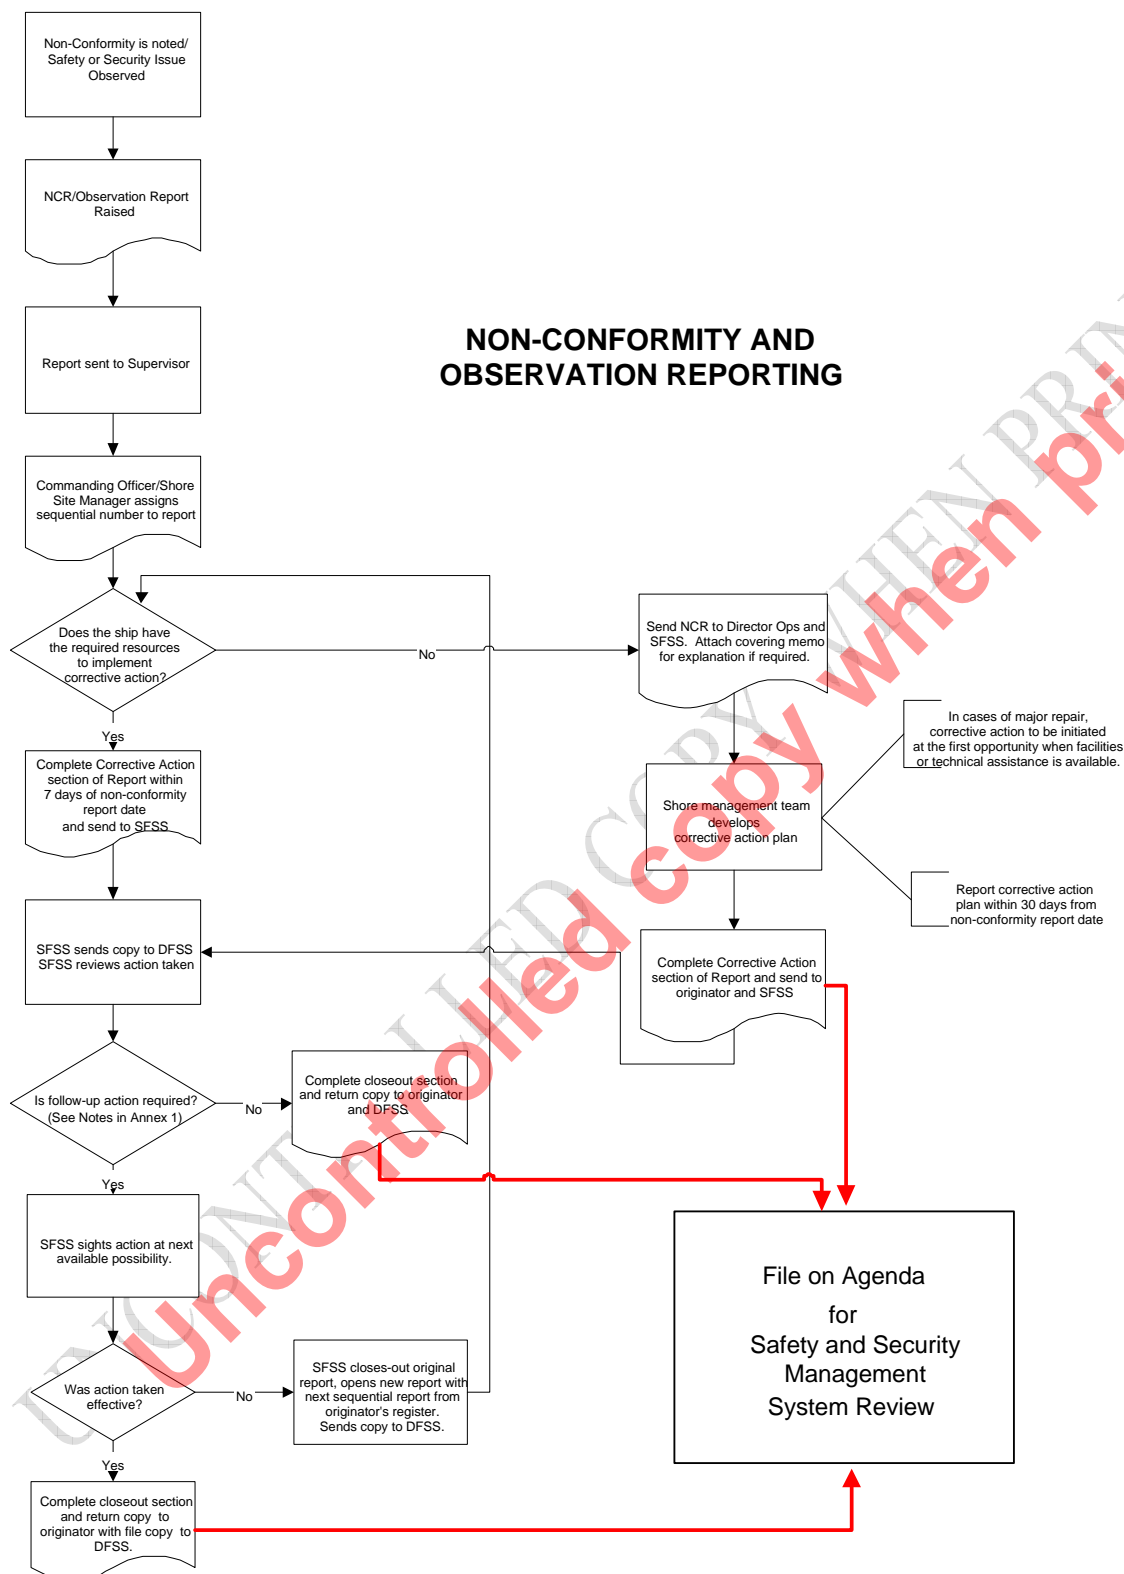 Non-Conformity is noted/
Safety or Security Issue
Observed
NCR/Observation Report
Raised
Report sent to Supervisor
NON-CONFORMITY AND
OBSERVATION REPORTING
Commanding Officer/Shore
Site Manager assigns
sequential number to report
Does the ship have
the required resources
to implement
corrective action?
No
Send NCR to Director Ops and
SFSS. Attach covering memo
for explanation if required.
Yes
Complete Corrective Action
section of Report within
7 days of non-conformity
report date
and send to SFSS
Shore management team
develops
corrective action plan
In cases of major repair,
corrective action to be initiated
at the first opportunity when facilities
or technical assistance is available.
Report corrective action
plan within 30 days from
non-conformity report date
SFSS sends copy to DFSS
SFSS reviews action taken
Complete Corrective Action
section of Report and send to
originator and SFSS
Is follow-up action required?
(See Notes in Annex 1)
No
Complete closeout section
and return copy to originator
and DFSS
Yes
SFSS sights action at next
available possibility.
File on Agenda
for
Safety and Security
Management
System Review
Was action taken
effective?
No
SFSS closes-out original
report, opens new report with
next sequential report from
originator's register.
Sends copy to DFSS.
Yes
Complete closeout section
and return copy to
originator with file copy to
DFSS.
Uncontrolled copy when pri
COPY WHEN PRIN